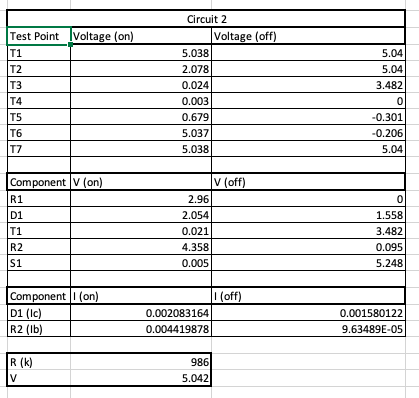 Circuit 2
Test Point Voltage (on) Voltage (off)
T1 5.038 5.04
T2 2.078 5.04
T3 0.024 3.482
T4 0.003 0
T5 0.679 -0.301
T6 5.037 -0.206
T7 5.038 5.04
Component V (on) V (off)
R1 2.96 0
D1 2.054 1.558
T1 0.021 3.482
R2 4.358 0.095
S1 0.005 5.248
Component I (on) I (off)
D1 (Ic) 0.002083164 0.001580122
R2 (Ib) 0.004419878 9.63489E-05
R (k) 986
V 5.042